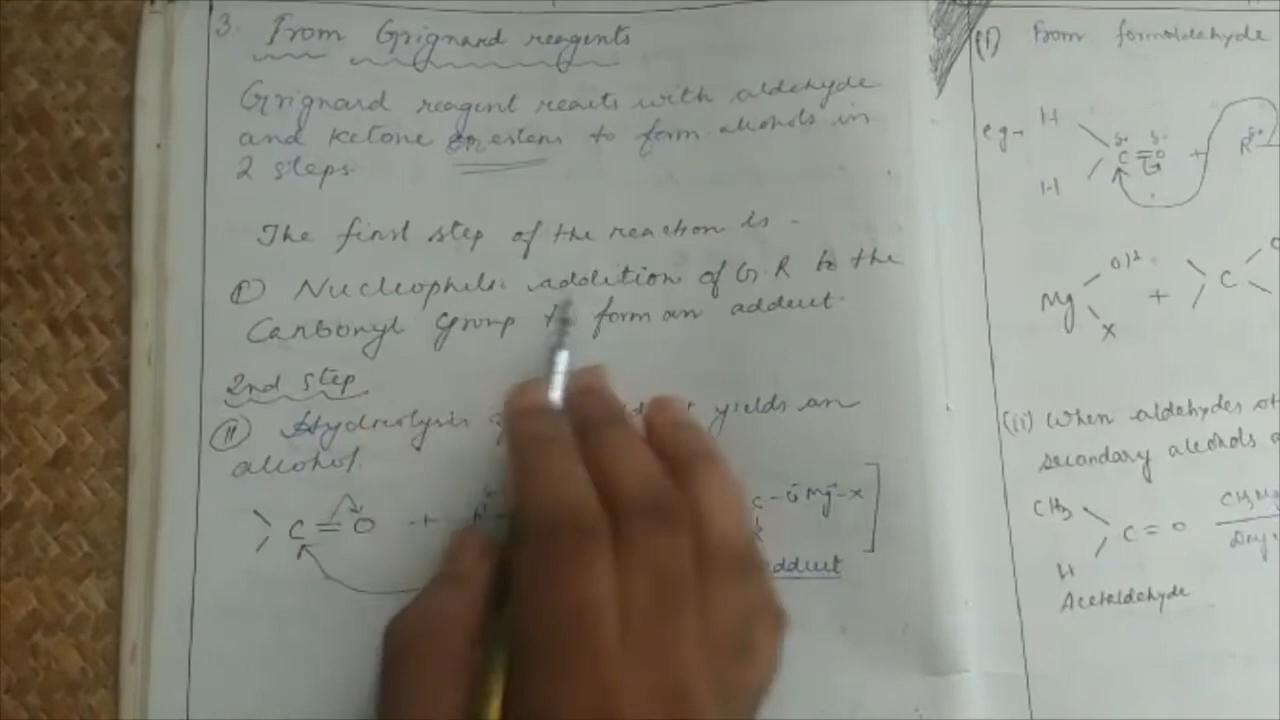 3. From Grignard reagents
Grignard reagent reacts with aldehyde
and ketone or esters to form alcohols in
2 steps.
The first step of the reaction is -
(I) Nucleophilic addition of G.R to the
Carbonyl group to form an adduct.
2nd step
(II) Hydrolysis yields an
alcohol.
C = O +
C - O Mg - X
adduct
(i) From formaldehyde
eg- H
C = O + R
H
Mg + C
X
(ii) When aldehydes
secondary alcohols
CH3
C = O
H
Acetaldehyde